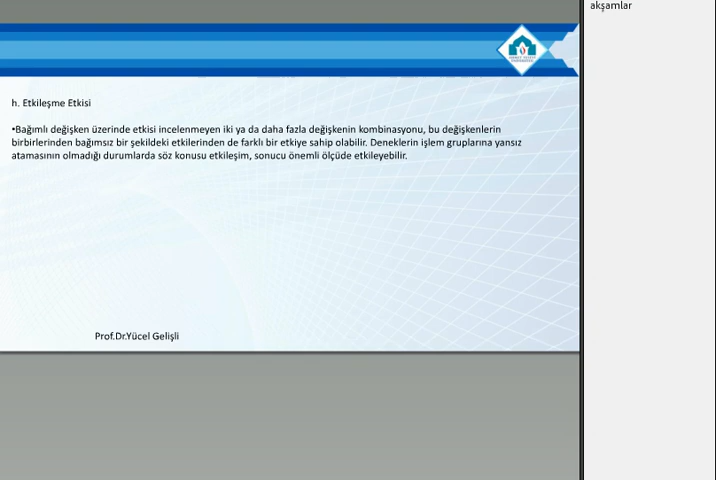 akşamlar
h. Etkileşme Etkisi
•Bağımlı değişken üzerinde etkisi incelenmeyen iki ya da daha fazla değişkenin kombinasyonu, bu değişkenlerin
birbirlerinden bağımsız bir şekildeki etkilerinden de farklı bir etkiye sahip olabilir. Deneklerin işlem gruplarına yansız
atamasının olmadığı durumlarda söz konusu etkileşim, sonucu önemli ölçüde etkileyebilir.
Prof.Dr.Yücel Gelişli